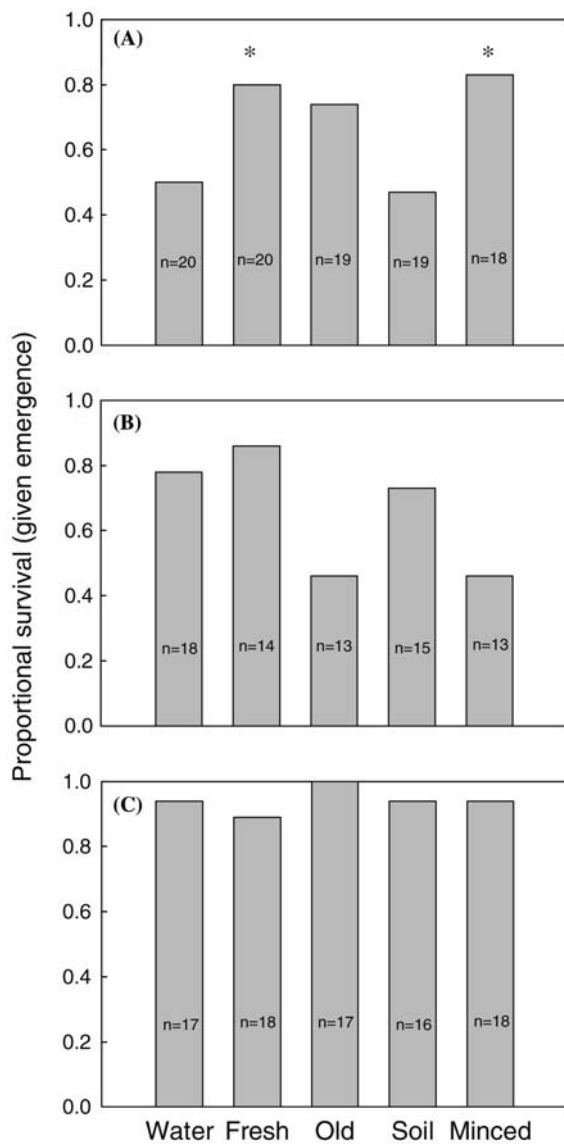 Proportional survival (given emergence)
(A)
1.0
0.8
0.6
0.4
0.2
0.0
*
*
n=20
n=20
n=19
n=19
n=18
(B)
1.0
0.8
0.6
0.4
0.2
0.0
n=18
n=14
n=13
n=15
n=13
(C)
1.0
0.8
0.6
0.4
0.2
0.0
n=17
n=18
n=17
n=16
n=18
Water Fresh Old Soil Minced